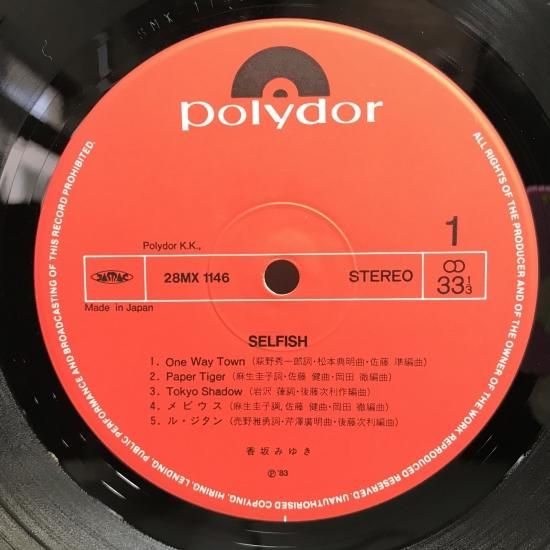 polydor
Polydor K.K.,
1
JASRAC
28MX 1146
STEREO
33 1/3
Made in Japan
SELFISH
1. One Way Town (萩野秀一郎詞・松本典明曲・佐藤 準編曲)
2. Paper Tiger (麻生圭子詞・佐藤 健曲・岡田 徹編曲)
3. Tokyo Shadow (岩沢 蓮詞・後藤次利作編曲)
4. メビウス (麻生圭子詞・佐藤 健曲・岡田 徹編曲)
5. ル・ジタン (売野雅勇詞・芹澤廣明曲・後藤次利編曲)
香坂みゆき
Ⓟ'83
ALL RIGHTS OF THE PRODUCER AND OF THE OWNER OF THE WORK REPRODUCED RESERVED. UNAUTHORISED COPYING, HIRING, LENDING, PUBLIC PERFORMANCE AND BROADCASTING OF THIS RECORD PROHIBITED.